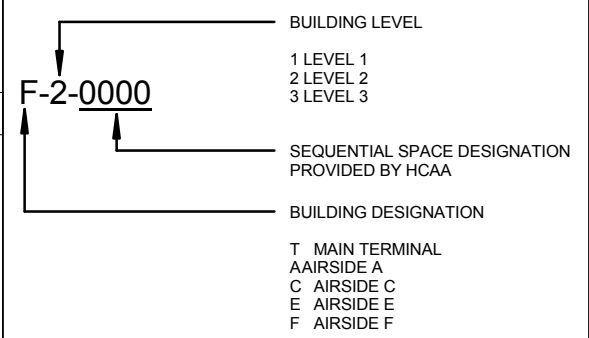 BUILDING LEVEL
1 LEVEL 1
2 LEVEL 2
3 LEVEL 3
F-2-0000
SEQUENTIAL SPACE DESIGNATION
PROVIDED BY HCAA
BUILDING DESIGNATION
T MAIN TERMINAL
AAIRSIDE A
C AIRSIDE C
E AIRSIDE E
F AIRSIDE F